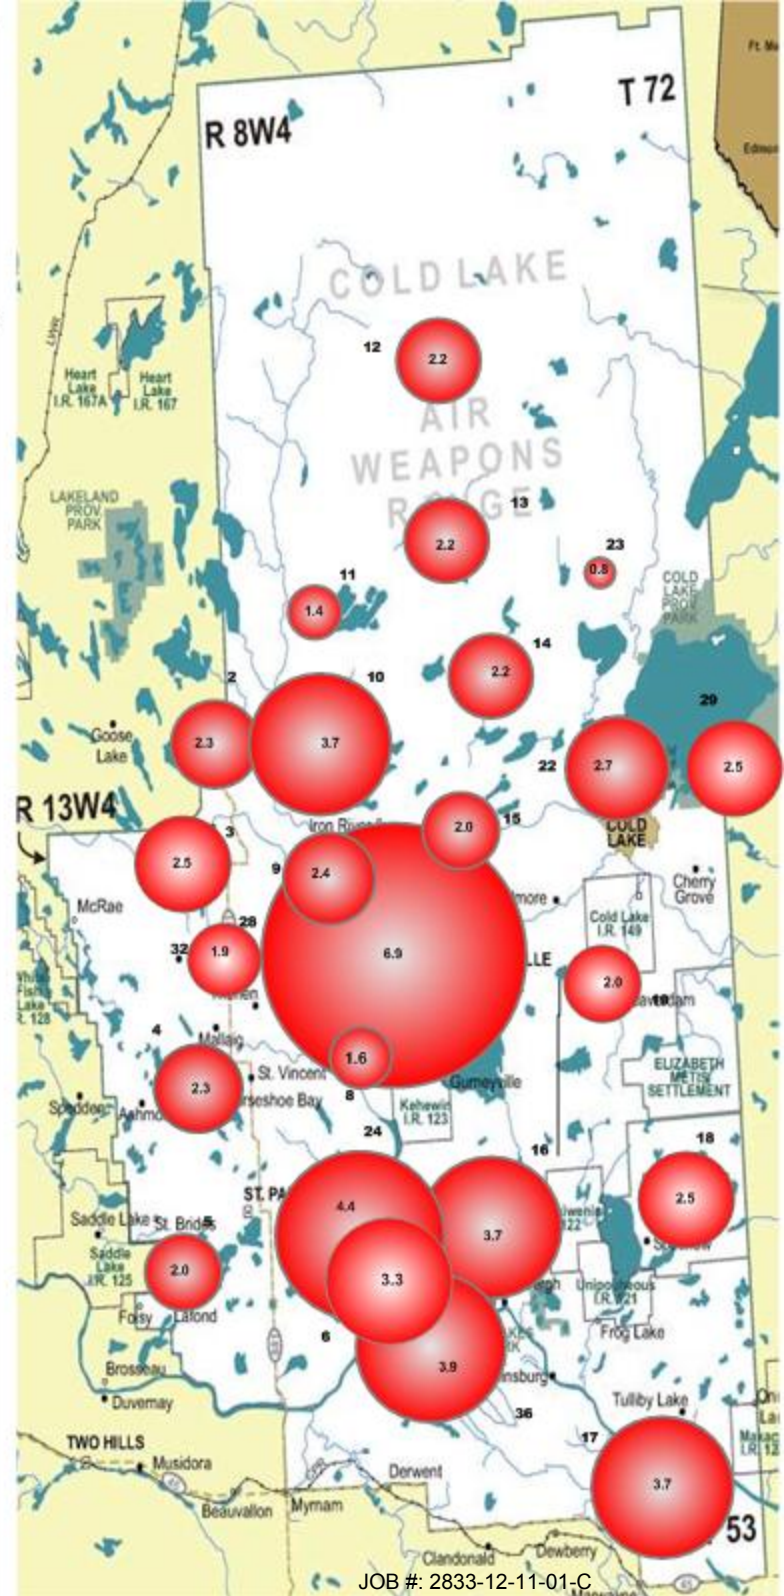 Ft. Mc
T 72
R 8W4
Edmon
COLD LAKE
12
2.2
Heart
Lake
I.R. 167A
Heart
Lake
I.R. 167
AIR
WEAPONS
LAKELAND
PROV.
PARK
13
2.2
23
0.8
11
1.4
COLD
LAKE
PROV.
PARK
14
2.2
2
10
29
Goose
Lake
2.3
3.7
22
2.7
2.5
R 13W4
Iron River
2.0
15
COLD
LAKE
3
2.5
9
2.4
Cherry
Grove
McRae
28
Cold Lake
I.R. 149
32
1.9
6.9
2.0
19
4
Mallaig
1.6
St. Vincent
ELIZABETH
METIS
SETTLEMENT
2.3
8
Gurneyville
Spedden
Kehewin
I.R. 123
24
16
18
4.4
2.5
ST. PA
Saddle Lake
St. Brides
5
3.7
Saddle
Lake
I.R. 125
2.0
3.3
Unipouheos
I.R. 121
Foisy
Lafond
6
Frog Lake
Brosseau
3.9
Duvernay
Tulliby Lake
36
TWO HILLS
17
Musidora
Derwent
3.7
Beauvallon
Myrnam
53
Clandonald
Dewberry
JOB #: 2833-12-11-01-C